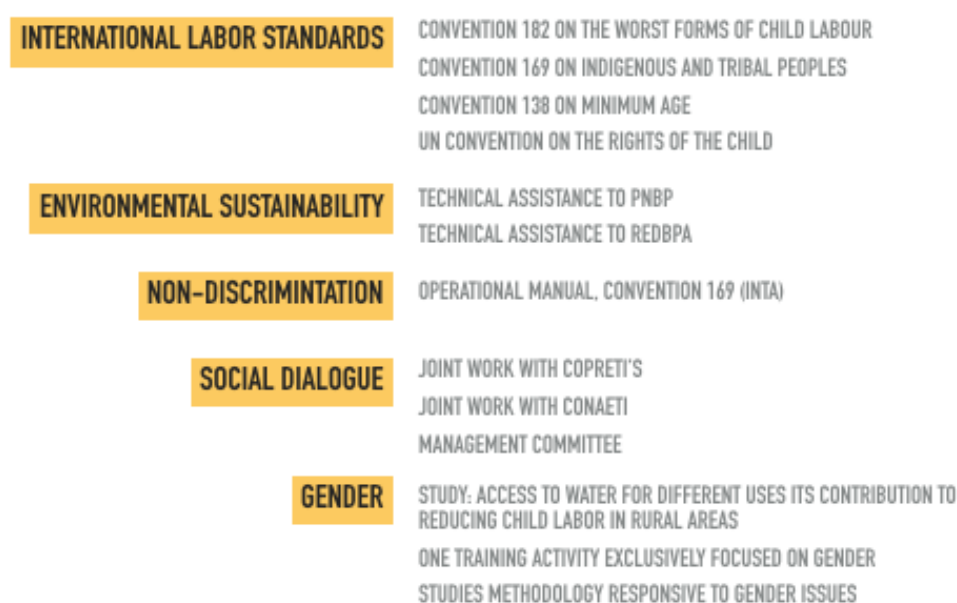 INTERNATIONAL LABOR STANDARDS
CONVENTION 182 ON THE WORST FORMS OF CHILD LABOUR
CONVENTION 169 ON INDIGENOUS AND TRIBAL PEOPLES
CONVENTION 138 ON MINIMUM AGE
UN CONVENTION ON THE RIGHTS OF THE CHILD
ENVIRONMENTAL SUSTAINABILITY
TECHNICAL ASSISTANCE TO PNBP
TECHNICAL ASSISTANCE TO REDBPA
NON-DISCRIMINTATION
OPERATIONAL MANUAL, CONVENTION 169 (INTA)
SOCIAL DIALOGUE
JOINT WORK WITH COPRETI'S
JOINT WORK WITH CONAETI
MANAGEMENT COMMITTEE
GENDER
STUDY: ACCESS TO WATER FOR DIFFERENT USES ITS CONTRIBUTION TO
REDUCING CHILD LABOR IN RURAL AREAS
ONE TRAINING ACTIVITY EXCLUSIVELY FOCUSED ON GENDER
STUDIES METHODOLOGY RESPONSIVE TO GENDER ISSUES